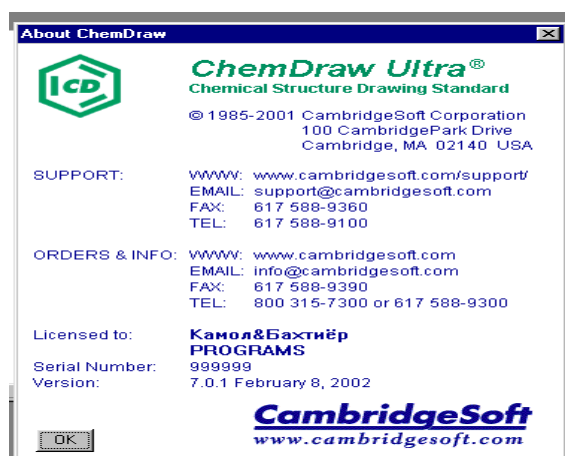 About ChemDraw
ChemDraw Ultra®
Chemical Structure Drawing Standard
© 1985-2001 CambridgeSoft Corporation
100 CambridgePark Drive
Cambridge, MA 02140 USA
SUPPORT: WWW: www.cambridgesoft.com/support/
EMAIL: support@cambridgesoft.com
FAX: 617 588-9360
TEL: 617 588-9100
ORDERS & INFO: WWW: www.cambridgesoft.com
EMAIL: info@cambridgesoft.com
FAX: 617 588-9390
TEL: 800 315-7300 or 617 588-9300
Licensed to: Камол&Бахтиёр
PROGRAMS
Serial Number: 999999
Version: 7.0.1 February 8, 2002
CambridgeSoft
OK www.cambridgesoft.com